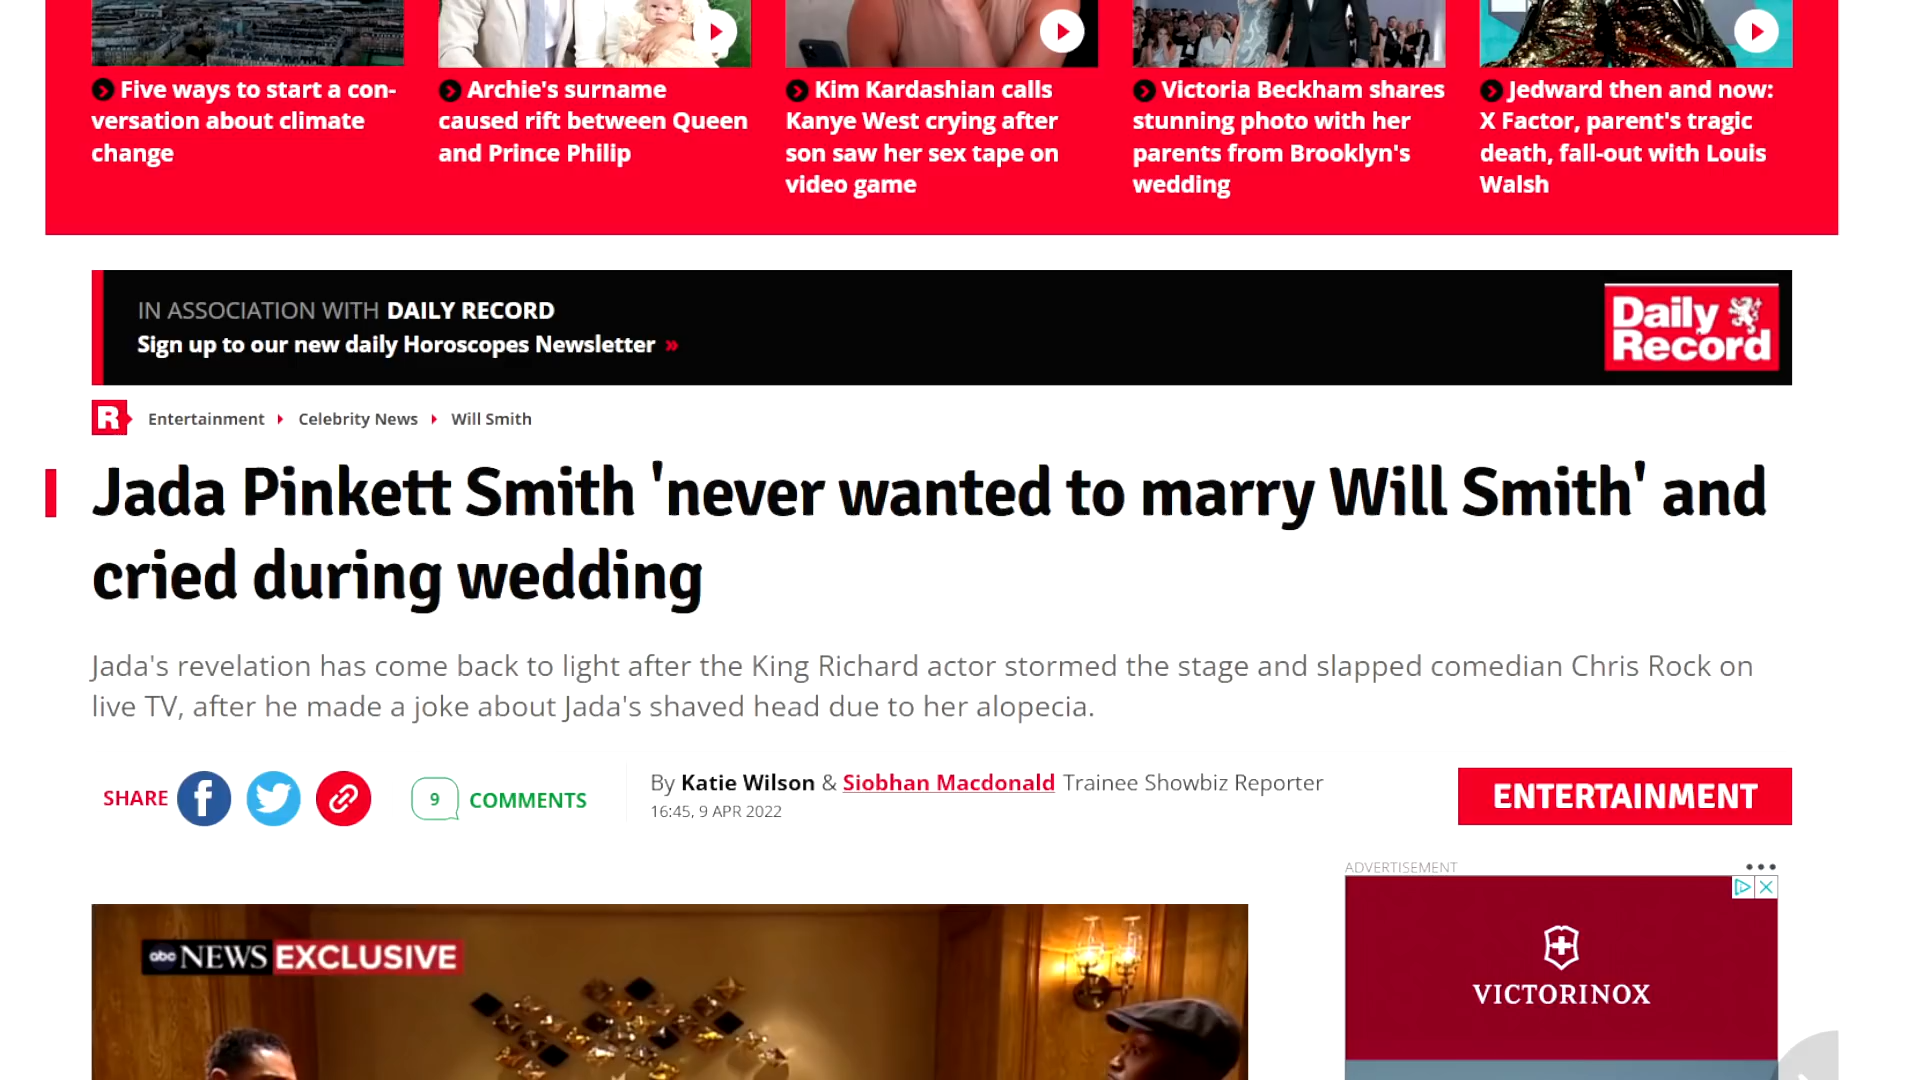 Five ways to start a con-
versation about climate
change
Archie's surname
caused rift between Queen
and Prince Philip
Kim Kardashian calls
Kanye West crying after
son saw her sex tape on
video game
Victoria Beckham shares
stunning photo with her
parents from Brooklyn's
wedding
Jedward then and now:
X Factor, parent's tragic
death, fall-out with Louis
Walsh
IN ASSOCIATION WITH DAILY RECORD
Sign up to our new daily Horoscopes Newsletter »
Daily
Record
R Entertainment Celebrity News Will Smith
Jada Pinkett Smith 'never wanted to marry Will Smith' and
cried during wedding
Jada's revelation has come back to light after the King Richard actor stormed the stage and slapped comedian Chris Rock on
live TV, after he made a joke about Jada's shaved head due to her alopecia.
SHARE f 9 COMMENTS
By Katie Wilson & Siobhan Macdonald Trainee Showbiz Reporter
16:45, 9 APR 2022
ENTERTAINMENT
ADVERTISEMENT
abc NEWS EXCLUSIVE
VICTORINOX